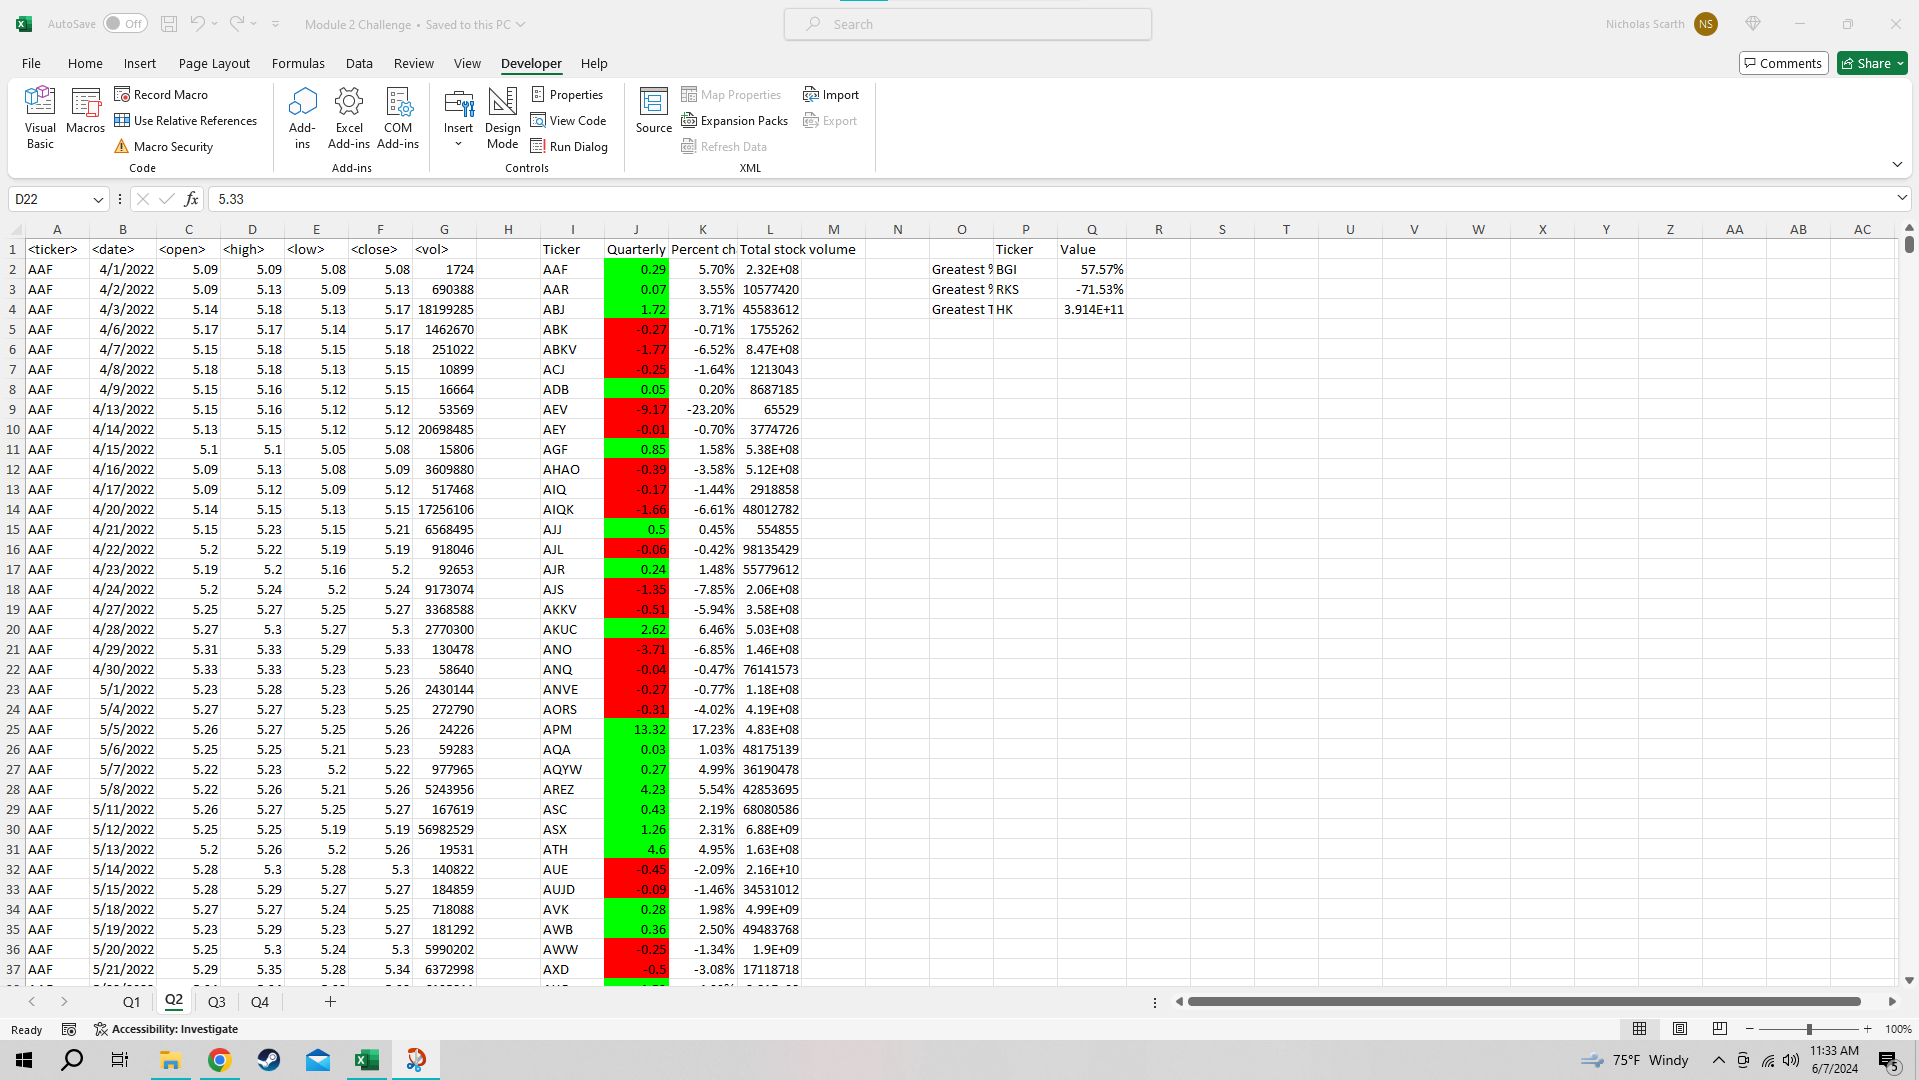 AutoSave Off Module 2 Challenge • Saved to this PC Search Nicholas Scarth NS
File Home Insert Page Layout Formulas Data Review View Developer Help Comments Share
Visual Basic Macros Record Macro Use Relative References Macro Security Code
Add-ins Excel Add-ins COM Add-ins Add-ins
Insert Design Mode Properties View Code Run Dialog Controls
Source Map Properties Expansion Packs Refresh Data Import Export XML
D22 fx 5.33
A B C D E F G H I J K L M N O P Q R S T U V W X Y Z AA AB AC
1 <ticker> <date> <open> <high> <low> <close> <vol> Ticker Quarterly Percent ch Total stock volume Ticker Value
2 AAF 4/1/2022 5.09 5.09 5.08 5.08 1724 AAF 0.29 5.70% 2.32E+08 Greatest % BGI 57.57%
3 AAF 4/2/2022 5.09 5.13 5.09 5.13 690388 AAR 0.07 3.55% 10577420 Greatest % RKS -71.53%
4 AAF 4/3/2022 5.14 5.18 5.13 5.17 18199285 ABJ 1.72 3.71% 45583612 Greatest T HK 3.914E+11
5 AAF 4/6/2022 5.17 5.17 5.14 5.17 1462670 ABK -0.27 -0.71% 1755262
6 AAF 4/7/2022 5.15 5.18 5.15 5.18 251022 ABKV -1.77 -6.52% 8.47E+08
7 AAF 4/8/2022 5.18 5.18 5.13 5.15 10899 ACJ -0.25 -1.64% 1213043
8 AAF 4/9/2022 5.15 5.16 5.12 5.15 16664 ADB 0.05 0.20% 8687185
9 AAF 4/13/2022 5.15 5.16 5.12 5.12 53569 AEV -9.17 -23.20% 65529
10 AAF 4/14/2022 5.13 5.15 5.12 5.12 20698485 AEY -0.01 -0.70% 3774726
11 AAF 4/15/2022 5.1 5.1 5.05 5.08 15806 AGF 0.85 1.58% 5.38E+08
12 AAF 4/16/2022 5.09 5.13 5.08 5.09 3609880 AHAO -0.39 -3.58% 5.12E+08
13 AAF 4/17/2022 5.09 5.12 5.09 5.12 517468 AIQ -0.17 -1.44% 2918858
14 AAF 4/20/2022 5.14 5.15 5.13 5.15 17256106 AIQK -1.66 -6.61% 48012782
15 AAF 4/21/2022 5.15 5.23 5.15 5.21 6568495 AJJ 0.5 0.45% 554855
16 AAF 4/22/2022 5.2 5.22 5.19 5.19 918046 AJL -0.06 -0.42% 98135429
17 AAF 4/23/2022 5.19 5.2 5.16 5.2 92653 AJR 0.24 1.48% 55779612
18 AAF 4/24/2022 5.2 5.24 5.2 5.24 9173074 AJS -1.35 -7.85% 2.06E+08
19 AAF 4/27/2022 5.25 5.27 5.25 5.27 3368588 AKKV -0.51 -5.94% 3.58E+08
20 AAF 4/28/2022 5.27 5.3 5.27 5.3 2770300 AKUC 2.62 6.46% 5.03E+08
21 AAF 4/29/2022 5.31 5.33 5.29 5.33 130478 ANO -3.71 -6.85% 1.46E+08
22 AAF 4/30/2022 5.33 5.33 5.23 5.23 58640 ANQ -0.04 -0.47% 76141573
23 AAF 5/1/2022 5.23 5.28 5.23 5.26 2430144 ANVE -0.27 -0.77% 1.18E+08
24 AAF 5/4/2022 5.27 5.27 5.23 5.25 272790 AORS -0.31 -4.02% 4.19E+08
25 AAF 5/5/2022 5.26 5.27 5.25 5.26 24226 APM 13.32 17.23% 4.83E+08
26 AAF 5/6/2022 5.25 5.25 5.21 5.23 59283 AQA 0.03 1.03% 48175139
27 AAF 5/7/2022 5.22 5.23 5.2 5.22 977965 AQYW 0.27 4.99% 36190478
28 AAF 5/8/2022 5.22 5.26 5.21 5.26 5243956 AREZ 4.23 5.54% 42853695
29 AAF 5/11/2022 5.26 5.27 5.25 5.27 167619 ASC 0.43 2.19% 68080586
30 AAF 5/12/2022 5.25 5.25 5.19 5.19 56982529 ASX 1.26 2.31% 6.88E+09
31 AAF 5/13/2022 5.2 5.26 5.2 5.26 19531 ATH 4.6 4.95% 1.63E+08
32 AAF 5/14/2022 5.28 5.3 5.28 5.3 140822 AUE -0.45 -2.09% 2.16E+10
33 AAF 5/15/2022 5.28 5.29 5.27 5.27 184859 AUJD -0.09 -1.46% 34531012
34 AAF 5/18/2022 5.27 5.27 5.24 5.25 718088 AVK 0.28 1.98% 4.99E+09
35 AAF 5/19/2022 5.23 5.29 5.23 5.27 181292 AWB 0.36 2.50% 49483768
36 AAF 5/20/2022 5.25 5.3 5.24 5.3 5990202 AWW -0.25 -1.34% 1.9E+09
37 AAF 5/21/2022 5.29 5.35 5.28 5.34 6372998 AXD -0.5 -3.08% 17118718
Q1 Q2 Q3 Q4 +
Ready Accessibility: Investigate 100%
75°F Windy 11:33 AM
6/7/2024 5